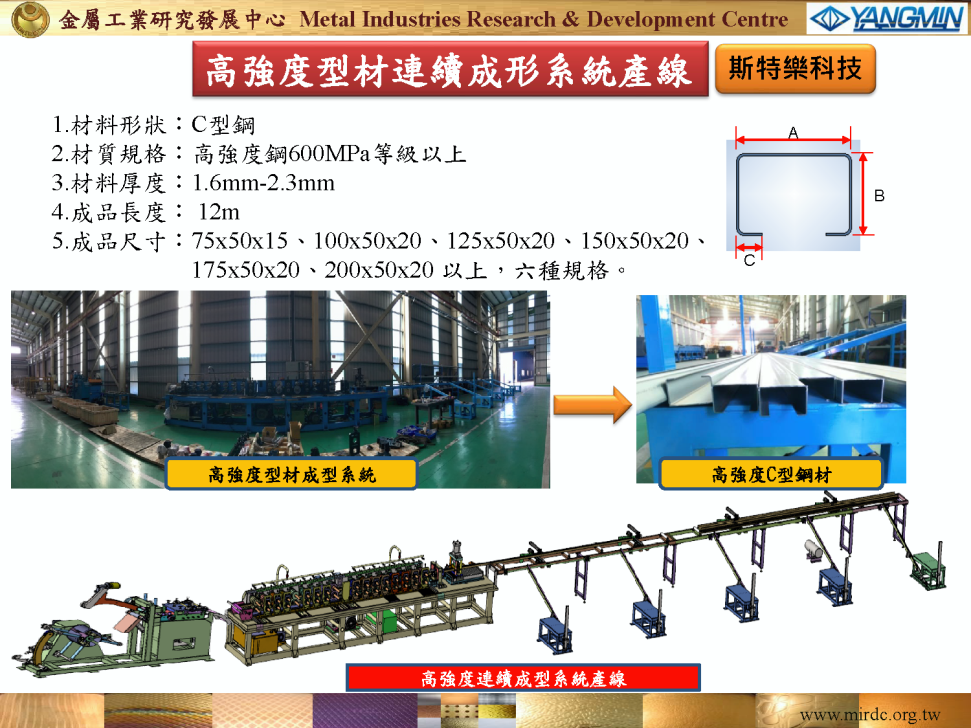 金屬工業研究發展中心 Metal Industries Research & Development Centre
YANGMIN
高強度型材連續成形系統產線
斯特樂科技
1.材料形狀：C型鋼
2.材質規格：高強度鋼600MPa等級以上
3.材料厚度：1.6mm-2.3mm
4.成品長度： 12m
5.成品尺寸：75x50x15、100x50x20、125x50x20、150x50x20、
175x50x20、200x50x20 以上，六種規格。
A
B
C
高強度型材成型系統
高強度C型鋼材
高強度連續成型系統產線
www.mirdc.org.tw